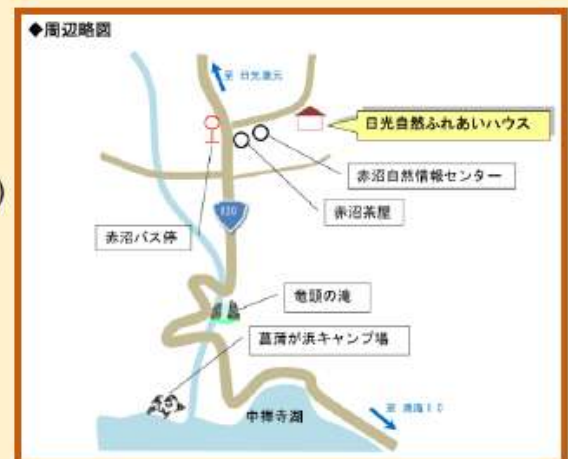 ◆周辺略図
至 日光湯元
日光自然ふれあいハウス
赤沼自然情報センター
赤沼茶屋
赤沼バス停
竜頭の滝
菖蒲が浜キャンプ場
中禅寺湖
至
)